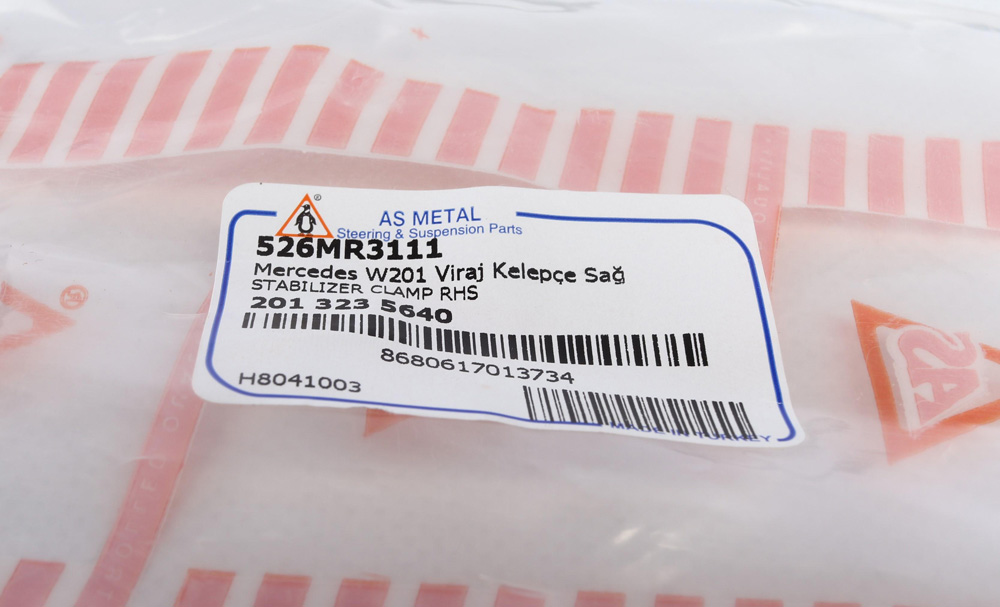 ®
AS METAL
Steering & Suspension Parts
526MR3111
Mercedes W201 Viraj Kelepçe Sağ
STABILIZER CLAMP RHS
201 323 5640
8680617013734
H8041003
MADE IN TURKEY
®
AS